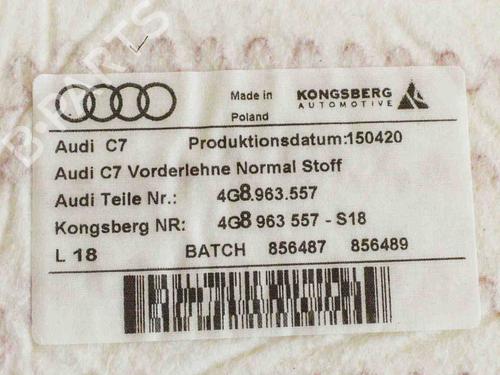 B-PARTS
Made in
Poland
KONGSBERG
AUTOMOTIVE
Audi C7 Produktionsdatum:150420
Audi C7 Vorderlehne Normal Stoff
Audi Teile Nr.: 4G8.963.557
Kongsberg NR: 4G8 963 557 - S18
L 18 BATCH 856487 856489